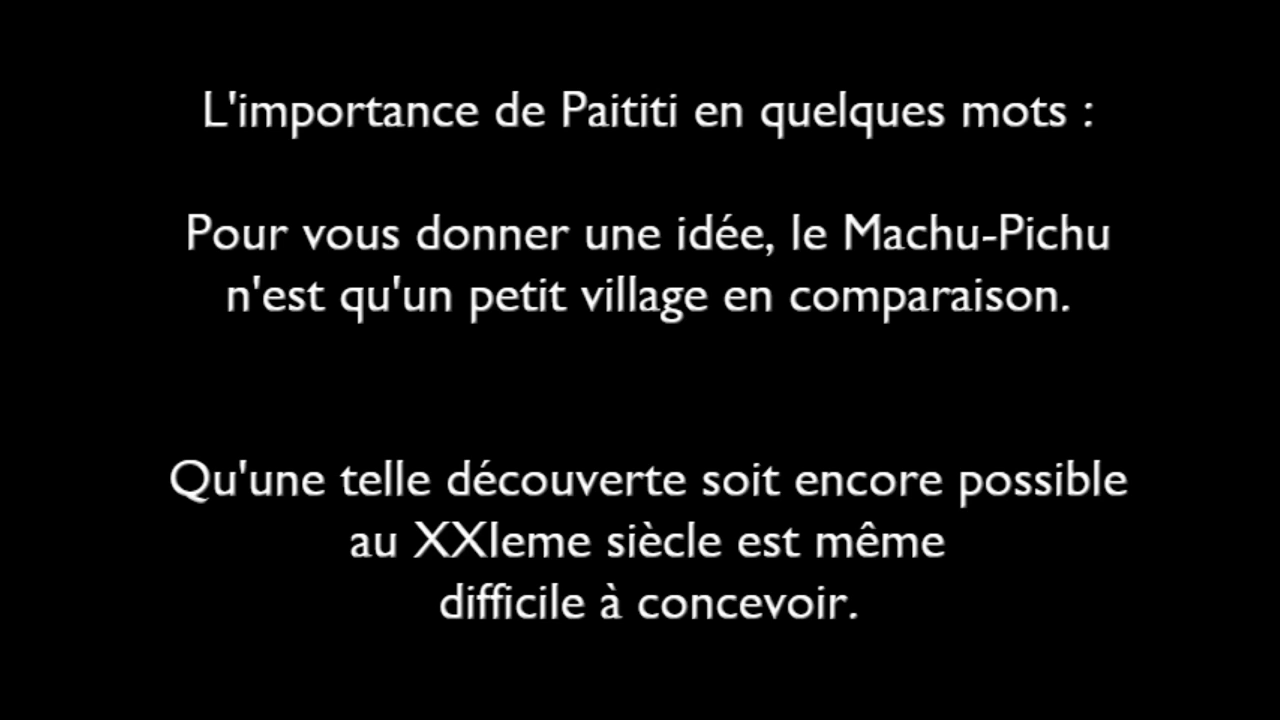 L'importance de Paititi en quelques mots :
Pour vous donner une idée, le Machu-Pichu
n'est qu'un petit village en comparaison.
Qu'une telle découverte soit encore possible
au XXIeme siècle est même
difficile à concevoir.